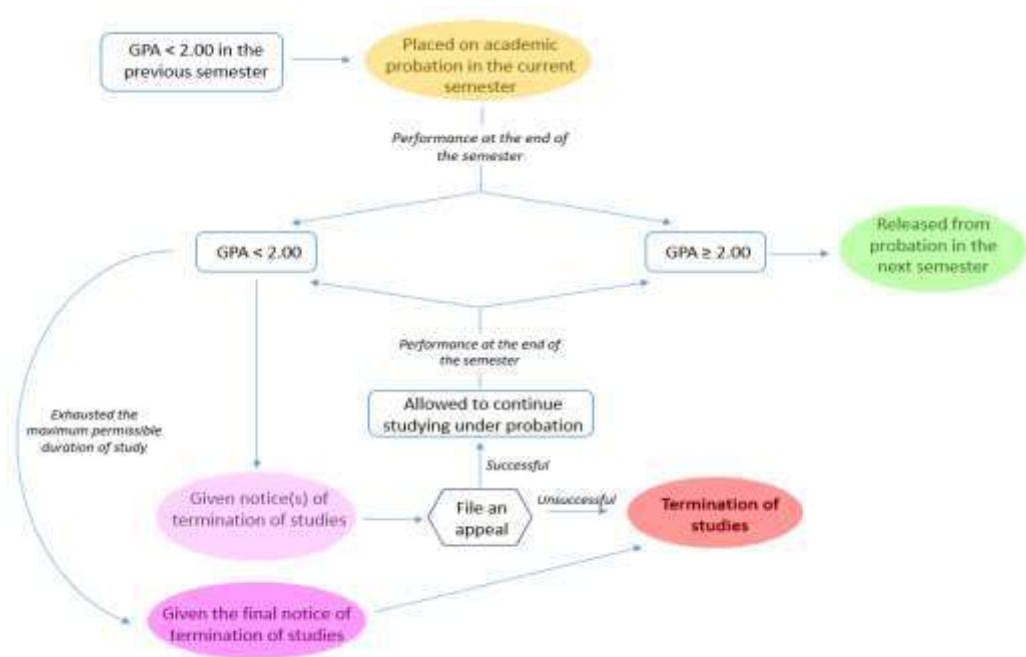 GPA < 2.00 in the
previous semester
Placed on academic
probation in the current
semester
Performance at the end of
the semester
GPA < 2.00
GPA ≥ 2.00
Released from
probation in the
next semester
Performance at the end of
the semester
Allowed to continue
studying under probation
Exhausted the
maximum permissible
duration of study
Successful
Given notice(s) of
termination of studies
File an
appeal
Unsuccessful
Termination of
studies
Given the final notice of
termination of studies